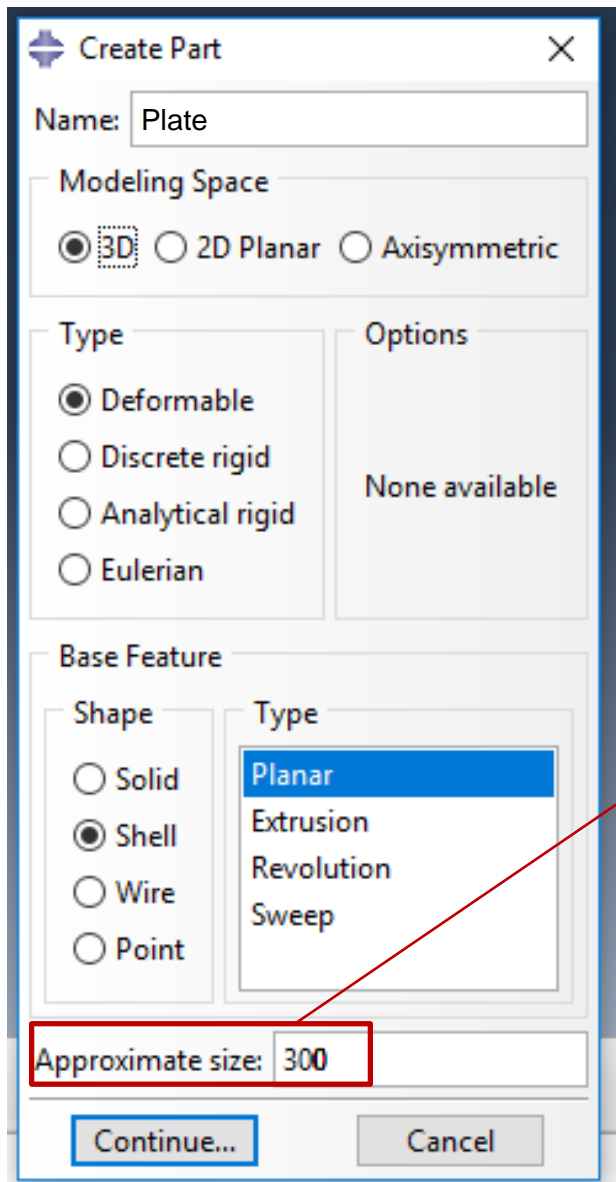 Create Part
Name: Plate
Modeling Space
3D 2D Planar Axisymmetric
Type
Options
Deformable
Discrete rigid
Analytical rigid
Eulerian
None available
Base Feature
Shape
Type
Solid
Shell
Wire
Point
Planar
Extrusion
Revolution
Sweep
Approximate size: 300
Continue... Cancel